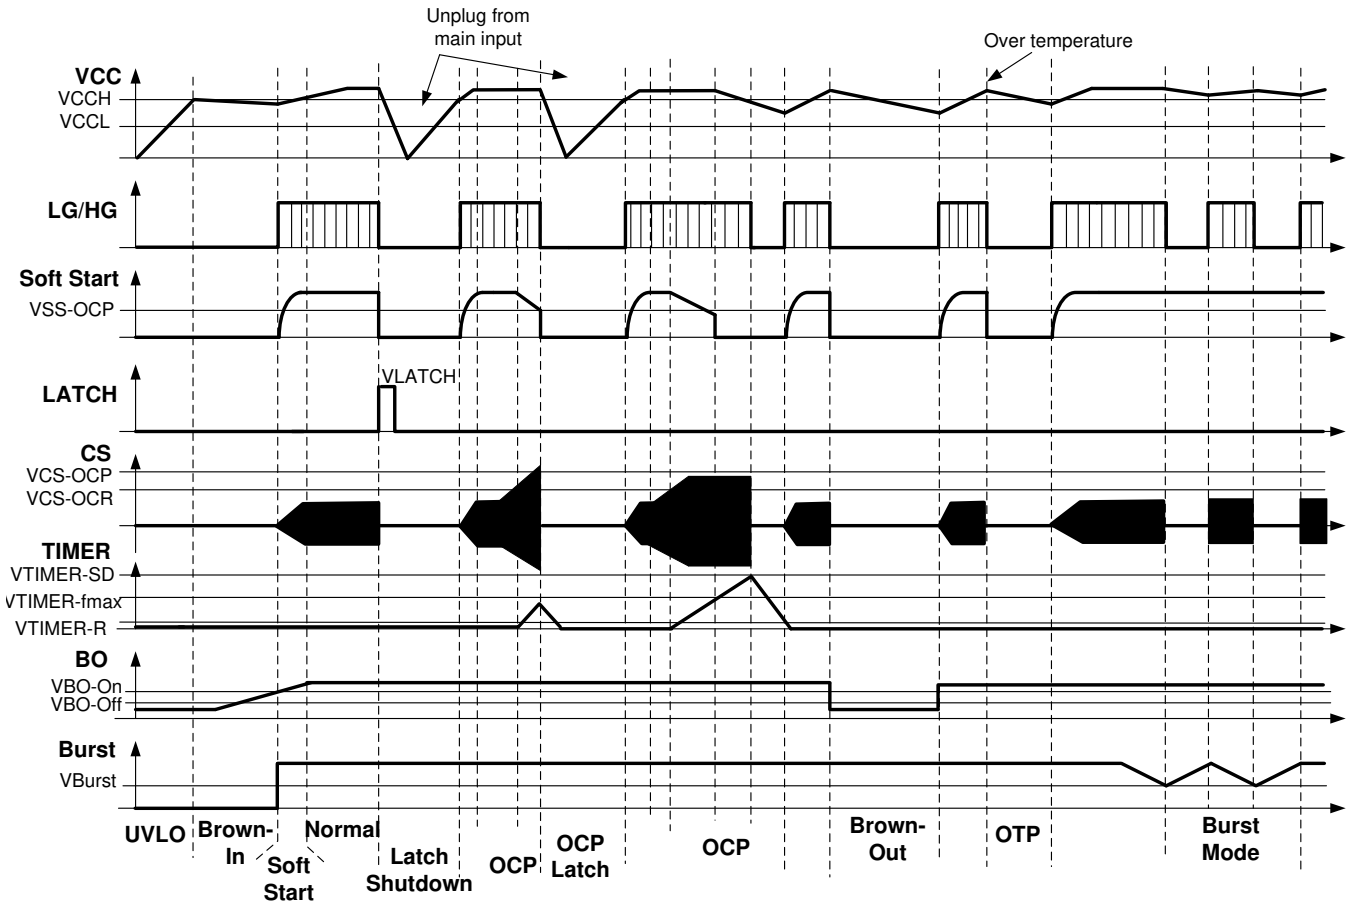 Unplug from
main input
Over temperature
VCC
VCCH
VCCL
LG/HG
Soft Start
VSS-OCP
LATCH
VLATCH
CS
VCS-OCP
VCS-OCR
TIMER
VTIMER-SD
VTIMER-fmax
VTIMER-R
BO
VBO-On
VBO-Off
Burst
VBurst
UVLO
Brown-
In
Soft
Start
Normal
Latch
Shutdown
OCP
OCP
Latch
OCP
Brown-
Out
OTP
Burst
Mode